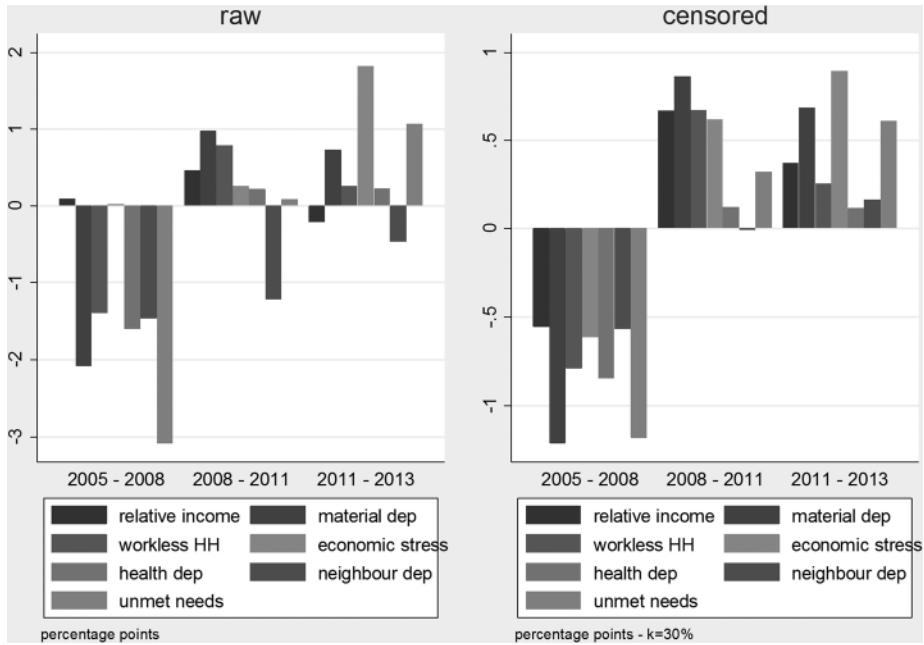 raw
2
1
0
-1
-2
-3
2005 - 2008 2008 - 2011 2011 - 2013
relative income material dep
workless HH economic stress
health dep neighbour dep
unmet needs
percentage points
censored
1
.5
0
-.5
-1
2005 - 2008 2008 - 2011 2011 - 2013
relative income material dep
workless HH economic stress
health dep neighbour dep
unmet needs
percentage points - k=30%